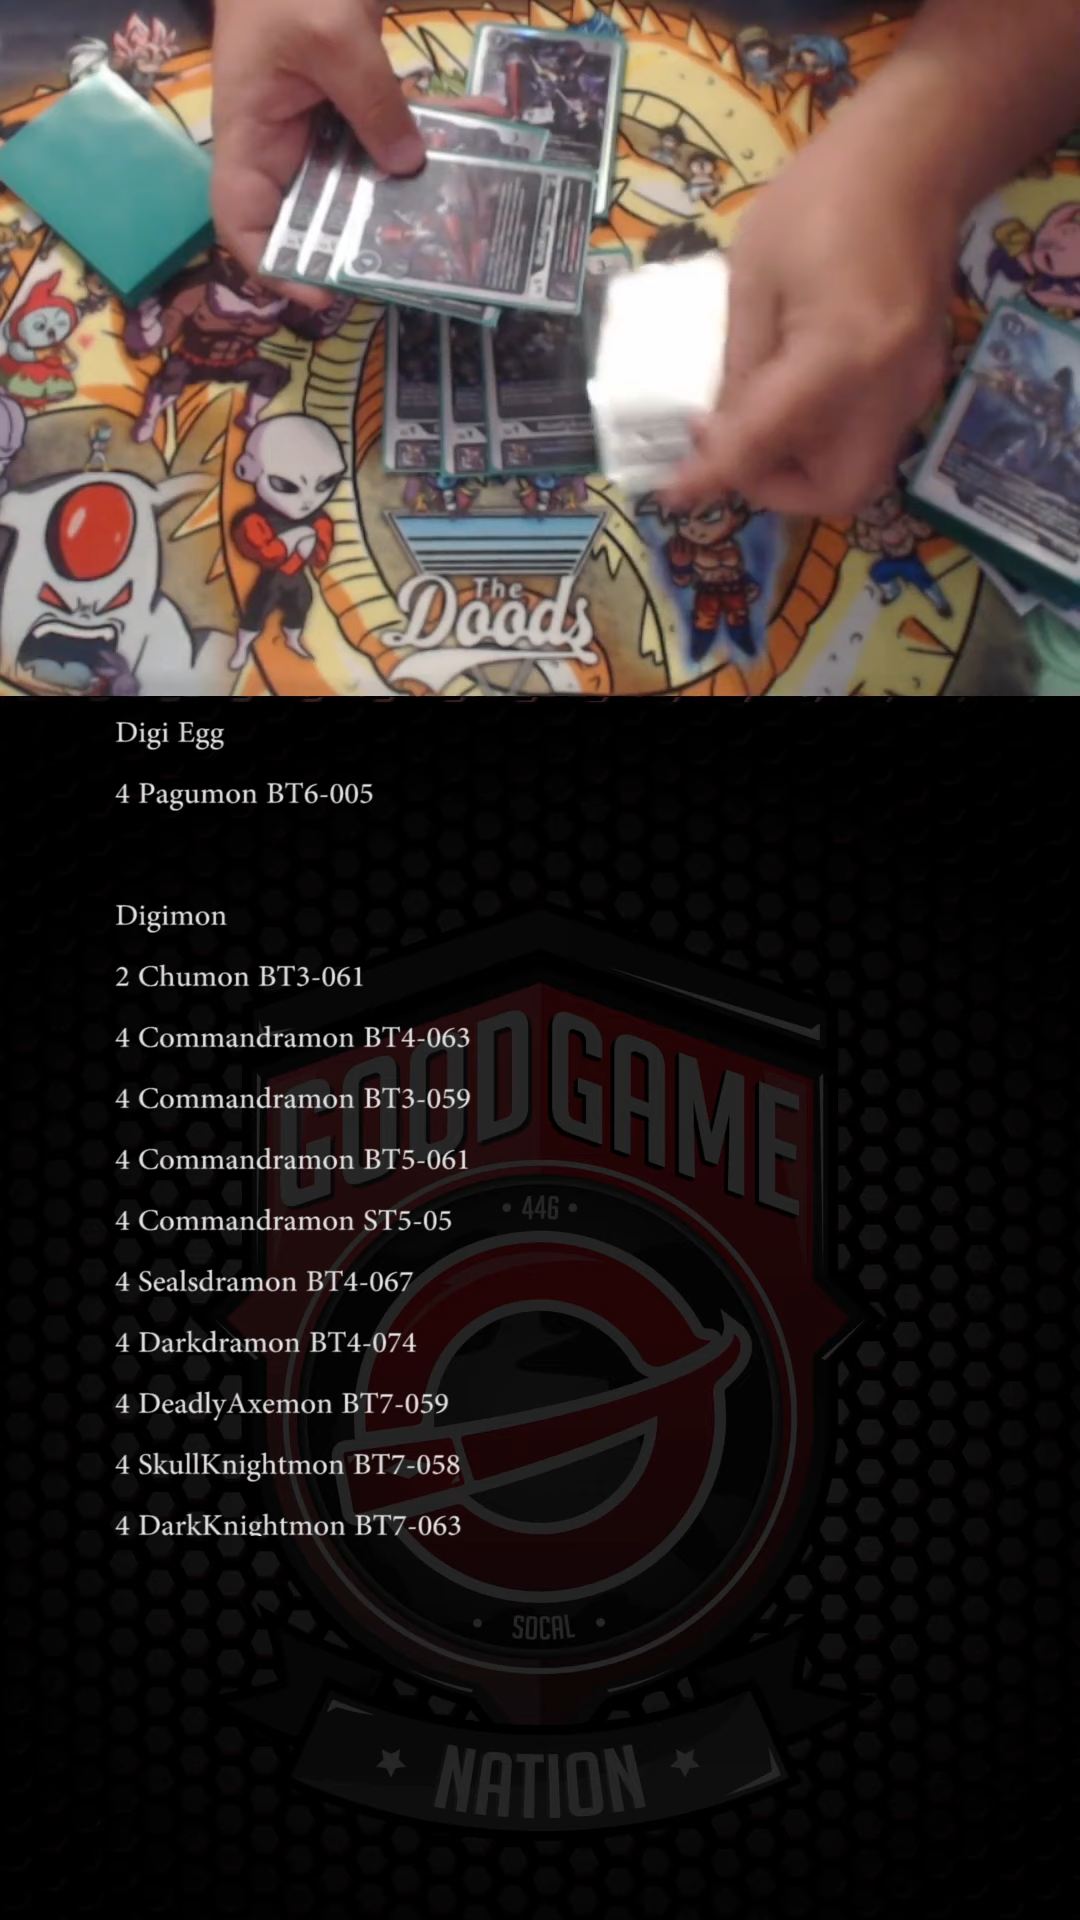 The
Doods
Digi Egg
4 Pagumon BT6-005
Digimon
2 Chumon BT3-061
4 Commandramon BT4-063
4 Commandramon BT3-059
4 Commandramon BT5-061
4 Commandramon ST5-05
4 Sealsdramon BT4-067
4 Darkdramon BT4-074
4 DeadlyAxemon BT7-059
4 SkullKnightmon BT7-058
4 DarkKnightmon BT7-063
GOOD GAME
• 446 •
• SOCAL •
NATION